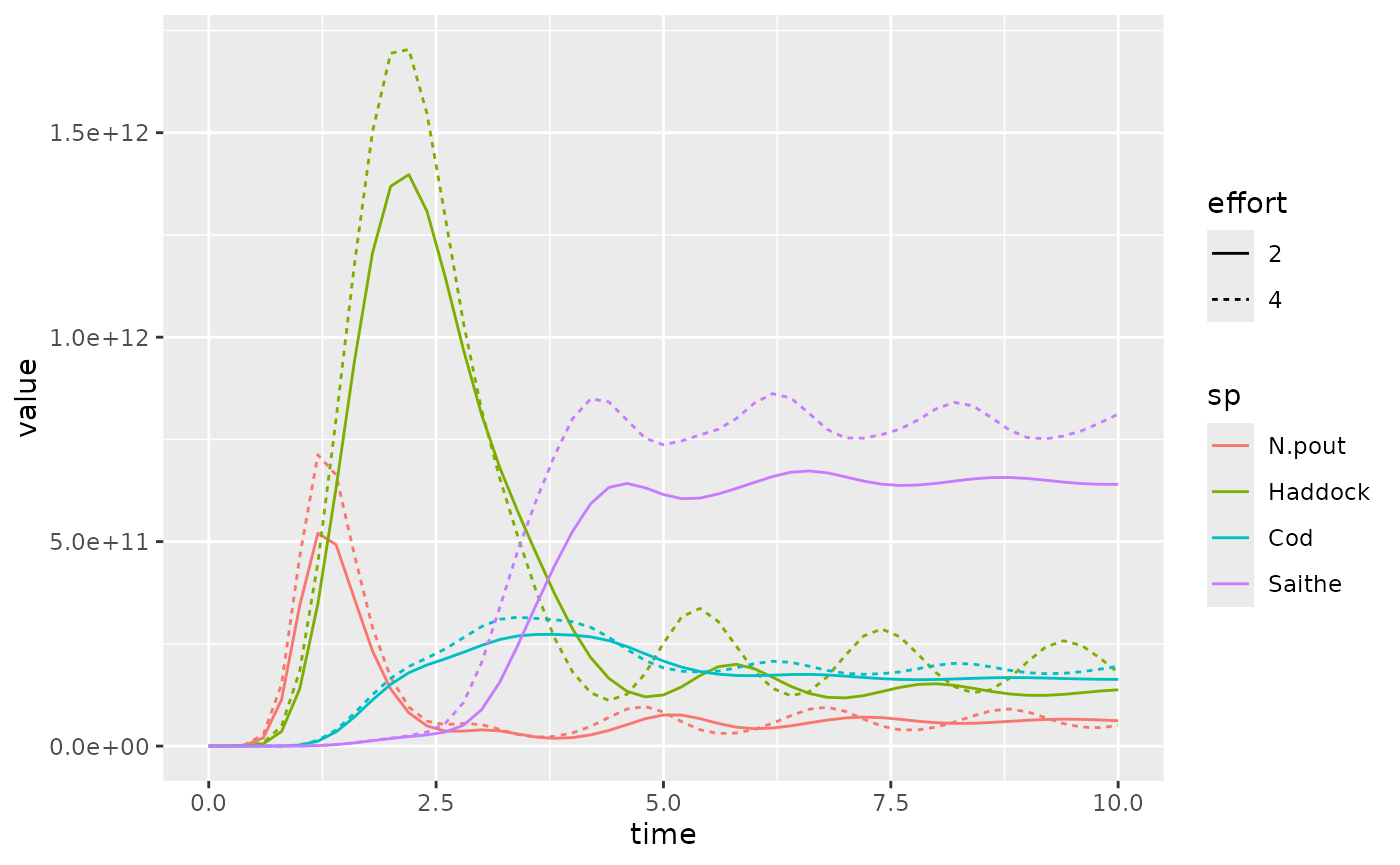 1.5e+12
1.0e+12
5.0e+11
0.0e+00
value
0.0
2.5
5.0
7.5
10.0
time
effort
2
4
sp
N.pout
Haddock
Cod
Saithe